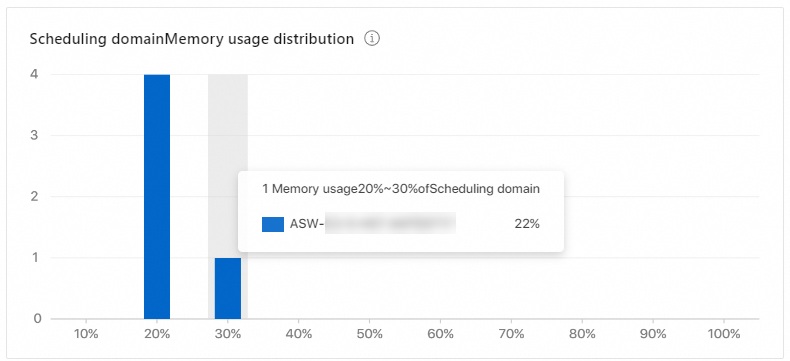 Scheduling domainMemory usage distribution
4
3
2
1
0
1 Memory usage20%~30%ofScheduling domain
ASW- 22%
10% 20% 30% 40% 50% 60% 70% 80% 90% 100%